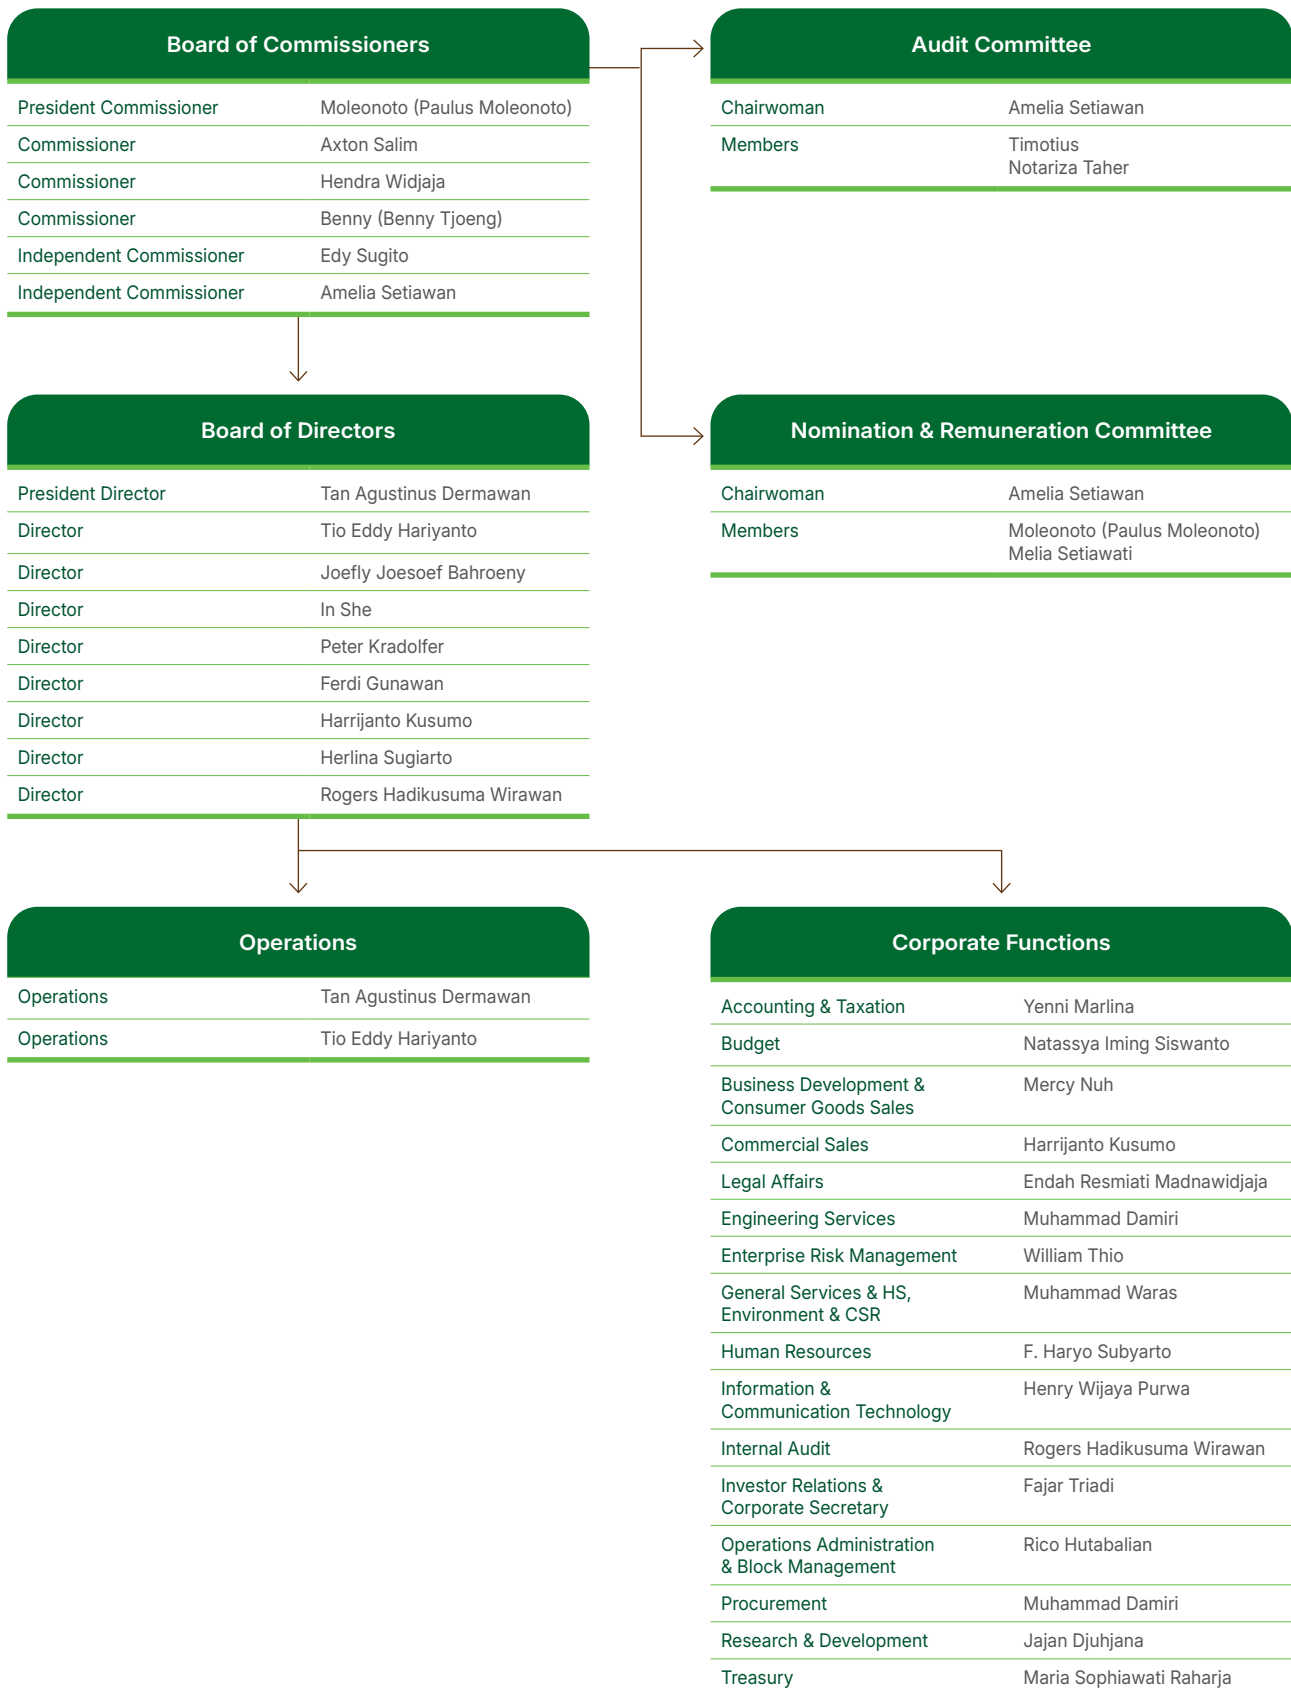 Board of Commissioners
President Commissioner Moleonoto (Paulus Moleonoto)
Commissioner Axton Salim
Commissioner Hendra Widjaja
Commissioner Benny (Benny Tjoeng)
Independent Commissioner Edy Sugito
Independent Commissioner Amelia Setiawan
Audit Committee
Chairwoman Amelia Setiawan
Members Timotius
Notariza Taher
Board of Directors
President Director Tan Agustinus Dermawan
Director Tio Eddy Hariyanto
Director Joefly Joesoef Bahroeny
Director In She
Director Peter Kradolfer
Director Ferdi Gunawan
Director Harrijanto Kusumo
Director Herlina Sugiarto
Director Rogers Hadikusuma Wirawan
Nomination & Remuneration Committee
Chairwoman Amelia Setiawan
Members Moleonoto (Paulus Moleonoto)
Melia Setiawati
Operations
Operations Tan Agustinus Dermawan
Operations Tio Eddy Hariyanto
Corporate Functions
Accounting & Taxation Yenni Marlina
Budget Natassya Iming Siswanto
Business Development & Mercy Nuh
Consumer Goods Sales
Commercial Sales Harrijanto Kusumo
Legal Affairs Endah Resmiati Madnawidjaja
Engineering Services Muhammad Damiri
Enterprise Risk Management William Thio
General Services & HS, Muhammad Waras
Environment & CSR
Human Resources F. Haryo Subyarto
Information & Henry Wijaya Purwa
Communication Technology
Internal Audit Rogers Hadikusuma Wirawan
Investor Relations & Fajar Triadi
Corporate Secretary
Operations Administration Rico Hutabalian
& Block Management
Procurement Muhammad Damiri
Research & Development Jajan Djuhjana
Treasury Maria Sophiawati Raharja